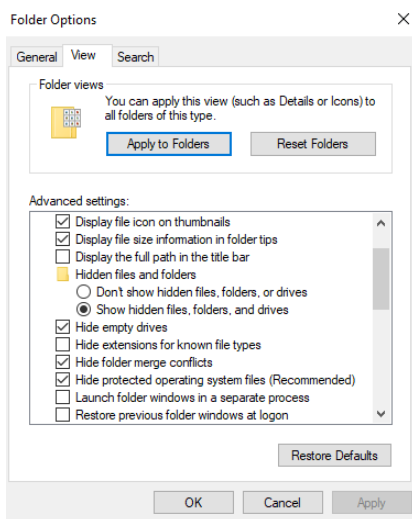 Folder Options
General View Search
Folder views
You can apply this view (such as Details or Icons) to
all folders of this type.
Apply to Folders Reset Folders
Advanced settings:
Display file icon on thumbnails
Display file size information in folder tips
Display the full path in the title bar
Hidden files and folders
Don't show hidden files, folders, or drives
Show hidden files, folders, and drives
Hide empty drives
Hide extensions for known file types
Hide folder merge conflicts
Hide protected operating system files (Recommended)
Launch folder windows in a separate process
Restore previous folder windows at logon
Restore Defaults
OK Cancel Apply